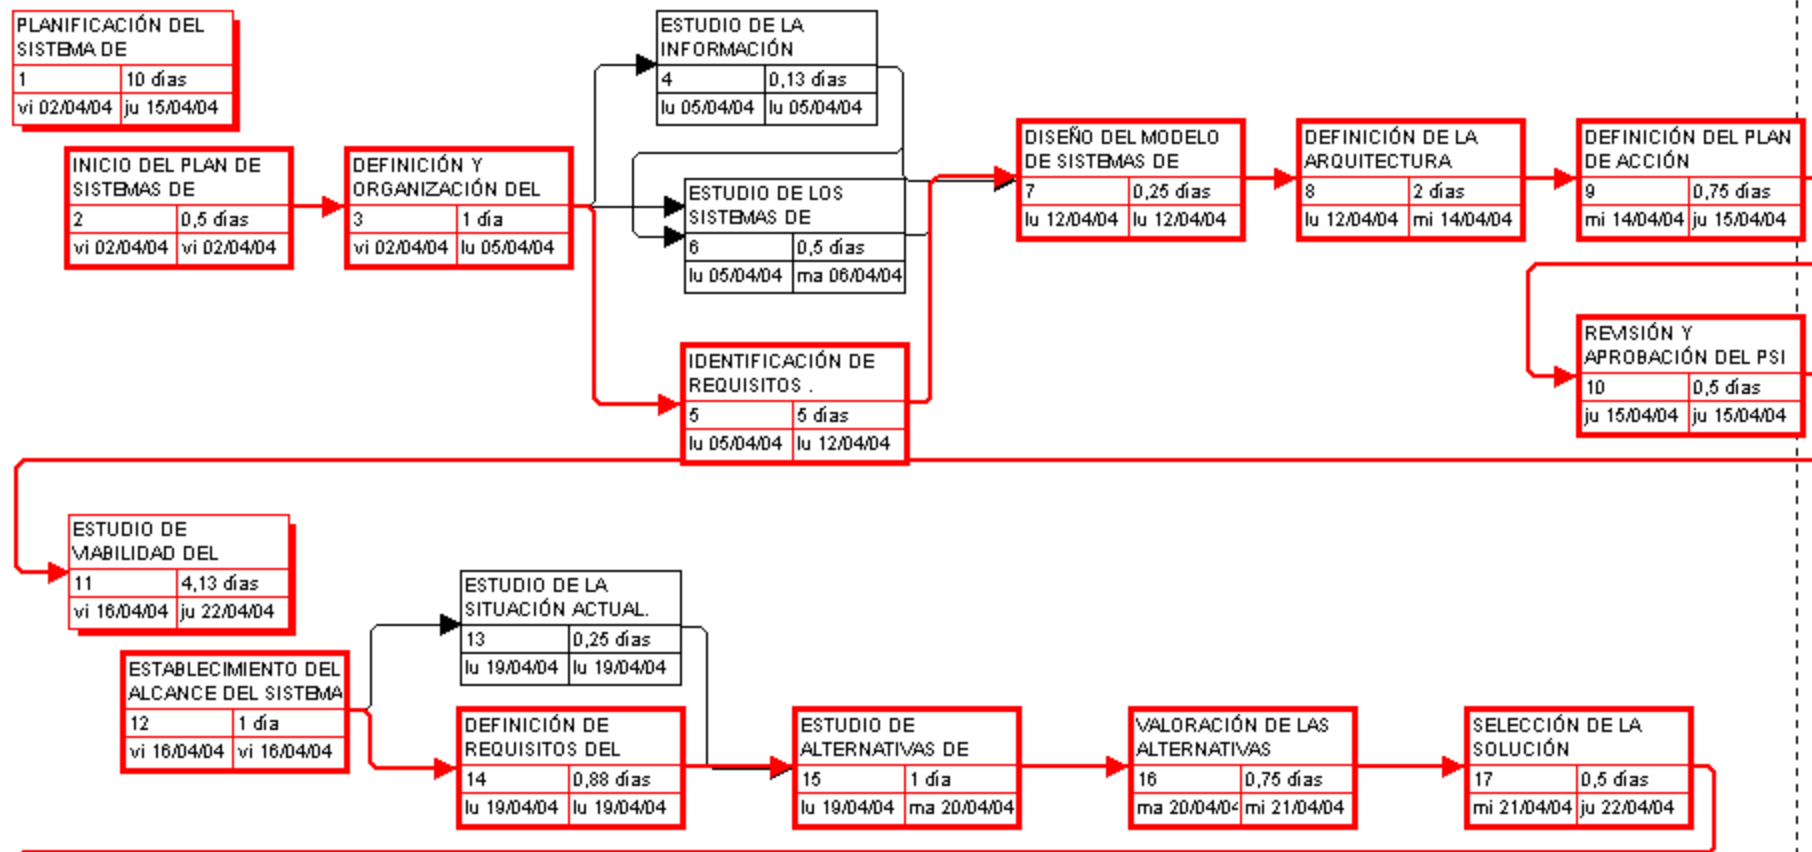 PLANIFICACIÓN DEL
SISTEMA DE
1 10 días
vi 02/04/04 ju 15/04/04
INICIO DEL PLAN DE
SISTEMAS DE
2 0,5 días
vi 02/04/04 vi 02/04/04
DEFINICIÓN Y
ORGANIZACIÓN DEL
3 1 día
vi 02/04/04 lu 05/04/04
ESTUDIO DE LA
INFORMACIÓN
4 0,13 días
lu 05/04/04 lu 05/04/04
ESTUDIO DE LOS
SISTEMAS DE
6 0,5 días
lu 05/04/04 ma 06/04/04
IDENTIFICACIÓN DE
REQUISITOS .
5 5 días
lu 05/04/04 lu 12/04/04
DISEÑO DEL MODELO
DE SISTEMAS DE
7 0,25 días
lu 12/04/04 lu 12/04/04
DEFINICIÓN DE LA
ARQUITECTURA
8 2 días
lu 12/04/04 mi 14/04/04
DEFINICIÓN DEL PLAN
DE ACCIÓN
9 0,75 días
mi 14/04/04 ju 15/04/04
REVISIÓN Y
APROBACIÓN DEL PSI
10 0,5 días
ju 15/04/04 ju 15/04/04
ESTUDIO DE
VIABILIDAD DEL
11 4,13 días
vi 16/04/04 ju 22/04/04
ESTABLECIMIENTO DEL
ALCANCE DEL SISTEMA
12 1 día
vi 16/04/04 vi 16/04/04
ESTUDIO DE LA
SITUACIÓN ACTUAL.
13 0,25 días
lu 19/04/04 lu 19/04/04
DEFINICIÓN DE
REQUISITOS DEL
14 0,88 días
lu 19/04/04 lu 19/04/04
ESTUDIO DE
ALTERNATIVAS DE
15 1 día
lu 19/04/04 ma 20/04/04
VALORACIÓN DE LAS
ALTERNATIVAS
16 0,75 días
ma 20/04/04 mi 21/04/04
SELECCIÓN DE LA
SOLUCIÓN
17 0,5 días
mi 21/04/04 ju 22/04/04